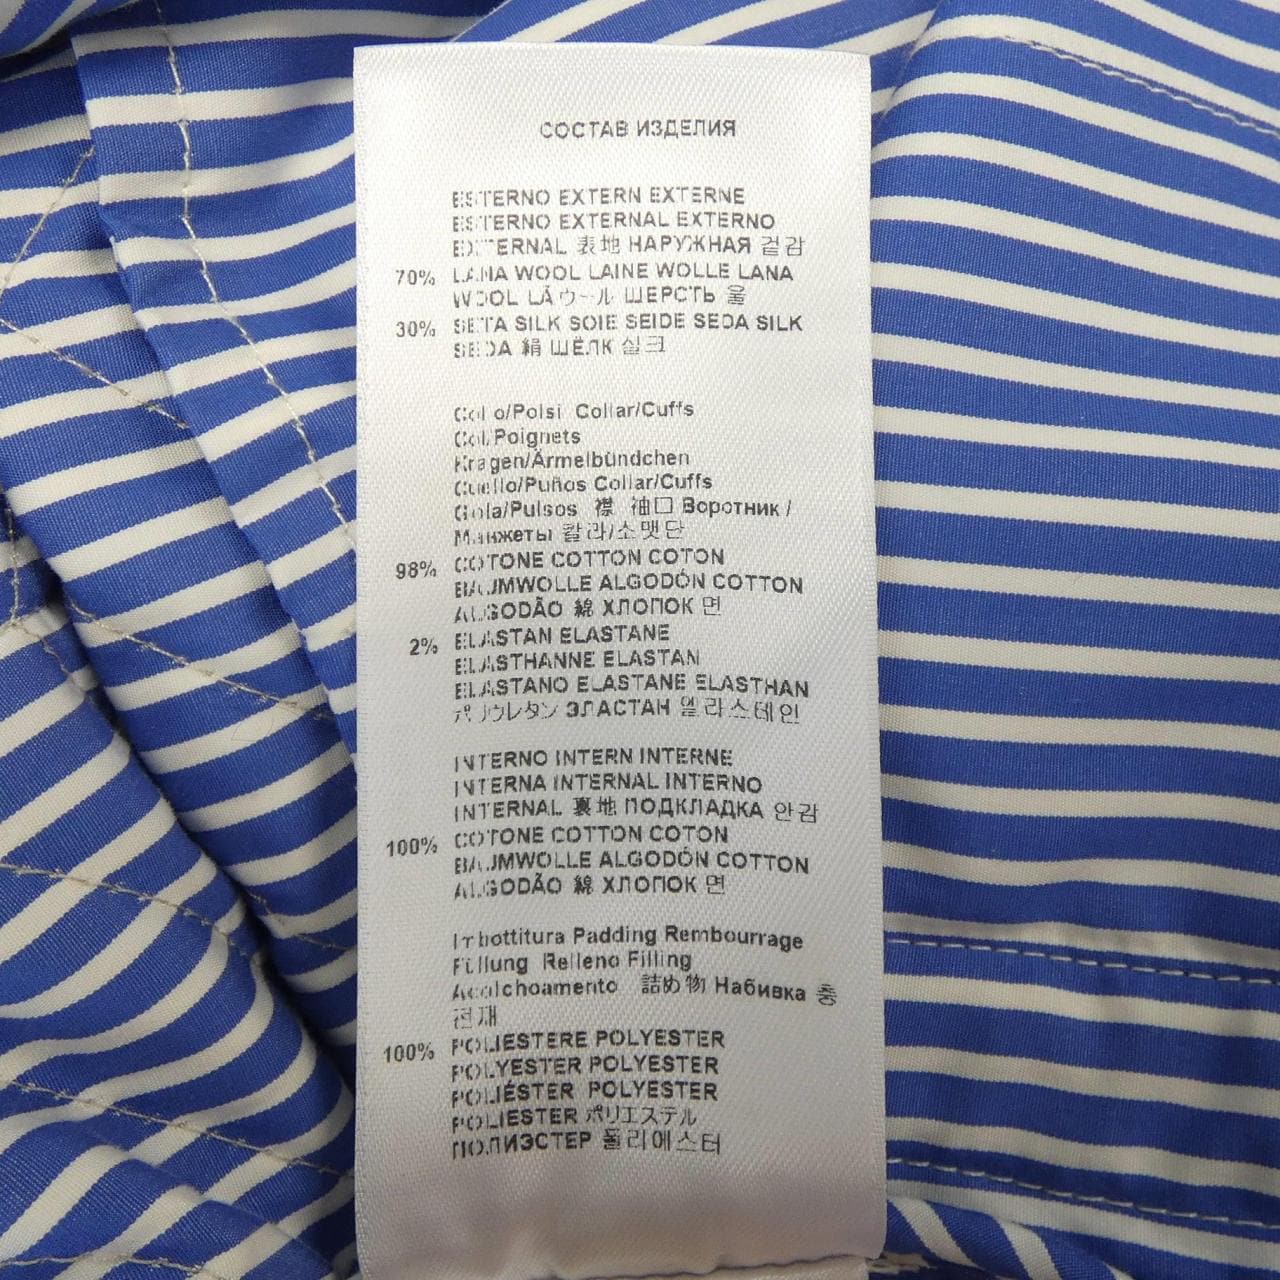 СОСТАВ ИЗДЕЛИЯ
ESTERNO EXTERN EXTERNE
ESTERNO EXTERNAL EXTERNO
EXTERNAL 表地 НАРУЖНАЯ 겉감
70% LANA WOOL LAINE WOLLE LANA
WOOL LÃ ウール ШЕРСТЬ 울
30% SETA SILK SOIE SEIDE SEDA SILK
SEDA 絹 ШЁЛК 실크
Collo/Polsi Collar/Cuffs
Col/Poignets
Kragen/Ärmelbündchen
Cuello/Puños Collar/Cuffs
Gola/Pulsos 襟 袖口 Воротник /
Манжеты 칼라/소맷단
98% COTONE COTTON COTON
BAUMWOLLE ALGODÓN COTTON
ALGODÃO 綿 ХЛОПОК 면
2% ELASTAN ELASTANE
ELASTHANNE ELASTAN
ELASTANO ELASTANE ELASTHAN
ポリウレタン ЭЛАСТАН 엘라스테인
INTERNO INTERN INTERNE
INTERNA INTERNAL INTERNO
INTERNAL 裏地 ПОДКЛАДКА 안감
100% COTONE COTTON COTON
BAUMWOLLE ALGODÓN COTTON
ALGODÃO 綿 ХЛОПОК 면
Imbottitura Padding Rembourrage
Füllung Relleno Filling
Acolchoamento 詰め物 Набивка 충
전재
100% POLIESTERE POLYESTER
POLYESTER POLYESTER
POLIÉSTER POLYESTER
POLIESTER ポリエステル
ПОЛИЭСТЕР 폴리에스터